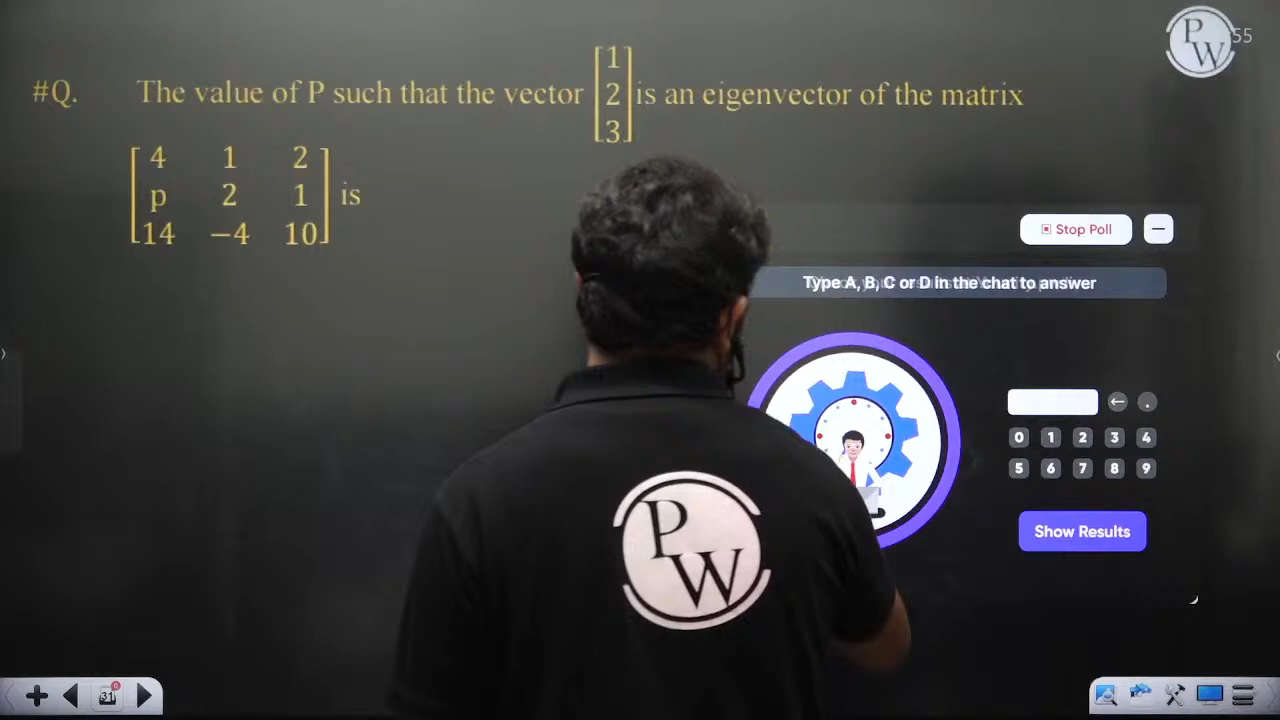 P
W
55
#Q. The value of P such that the vector [1 2 3] is an eigenvector of the matrix
4 1 2
p 2 1 is
14 −4 10
Stop Poll
Type A, B, C or D in the chat to answer
← .
0 1 2 3 4
5 6 7 8 9
Show Results
P
W
31
6